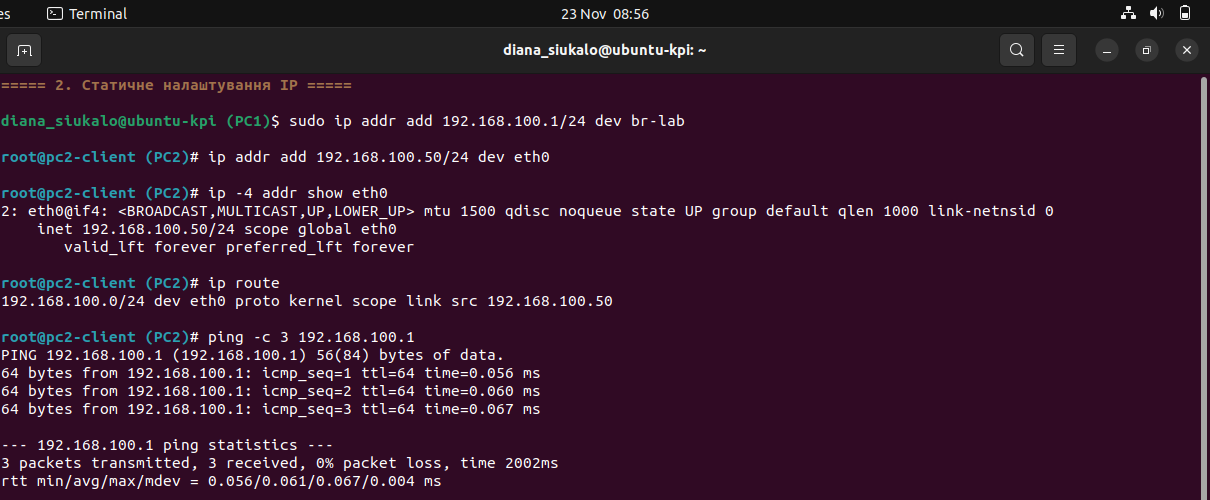 es
Terminal
23 Nov 08:56
diana_siukalo@ubuntu-kpi: ~
===== 2. Статичне налаштування IP =====
diana_siukalo@ubuntu-kpi (PC1)$ sudo ip addr add 192.168.100.1/24 dev br-lab
root@pc2-client (PC2)# ip addr add 192.168.100.50/24 dev eth0
root@pc2-client (PC2)# ip -4 addr show eth0
2: eth0@if4: <BROADCAST,MULTICAST,UP,LOWER_UP> mtu 1500 qdisc noqueue state UP group default qlen 1000 link-netnsid 0
    inet 192.168.100.50/24 scope global eth0
       valid_lft forever preferred_lft forever
root@pc2-client (PC2)# ip route
192.168.100.0/24 dev eth0 proto kernel scope link src 192.168.100.50
root@pc2-client (PC2)# ping -c 3 192.168.100.1
PING 192.168.100.1 (192.168.100.1) 56(84) bytes of data.
64 bytes from 192.168.100.1: icmp_seq=1 ttl=64 time=0.056 ms
64 bytes from 192.168.100.1: icmp_seq=2 ttl=64 time=0.060 ms
64 bytes from 192.168.100.1: icmp_seq=3 ttl=64 time=0.067 ms
--- 192.168.100.1 ping statistics ---
3 packets transmitted, 3 received, 0% packet loss, time 2002ms
rtt min/avg/max/mdev = 0.056/0.061/0.067/0.004 ms